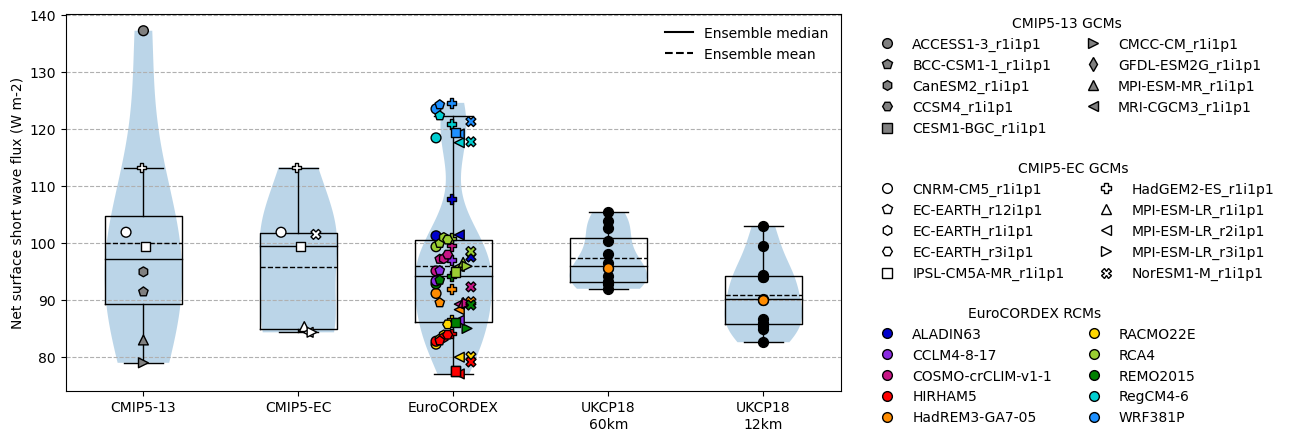 Net surface short wave flux (W m-2)
140
130
120
110
100
90
80
Ensemble median
Ensemble mean
CMIP5-13
CMIP5-EC
EuroCORDEX
UKCP18
60km
UKCP18
12km
CMIP5-13 GCMs
ACCESS1-3_r1i1p1
BCC-CSM1-1_r1i1p1
CanESM2_r1i1p1
CCSM4_r1i1p1
CESM1-BGC_r1i1p1
CMCC-CM_r1i1p1
GFDL-ESM2G_r1i1p1
MPI-ESM-MR_r1i1p1
MRI-CGCM3_r1i1p1
CMIP5-EC GCMs
CNRM-CM5_r1i1p1
EC-EARTH_r12i1p1
EC-EARTH_r1i1p1
EC-EARTH_r3i1p1
IPSL-CM5A-MR_r1i1p1
HadGEM2-ES_r1i1p1
MPI-ESM-LR_r1i1p1
MPI-ESM-LR_r2i1p1
MPI-ESM-LR_r3i1p1
NorESM1-M_r1i1p1
EuroCORDEX RCMs
ALADIN63
CCLM4-8-17
COSMO-crCLIM-v1-1
HIRHAM5
HadREM3-GA7-05
RACMO22E
RCA4
REMO2015
RegCM4-6
WRF381P